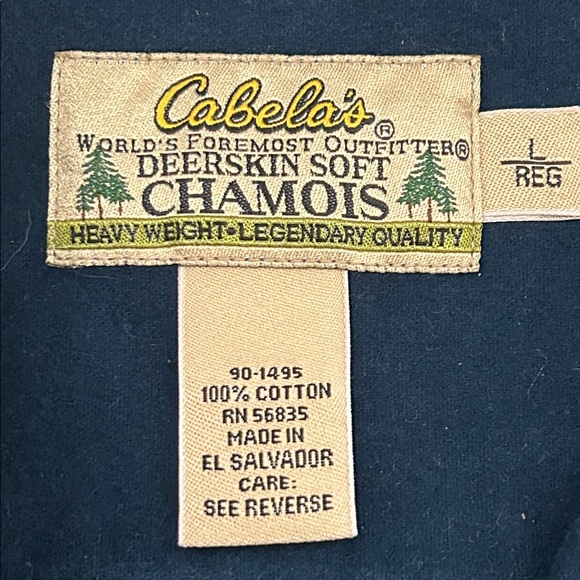 Cabela's®
WORLD'S FOREMOST OUTFITTER®
DEERSKIN SOFT
CHAMOIS
HEAVY WEIGHT•LEGENDARY QUALITY
L
REG
90-1495
100% COTTON
RN 56835
MADE IN
EL SALVADOR
CARE:
SEE REVERSE